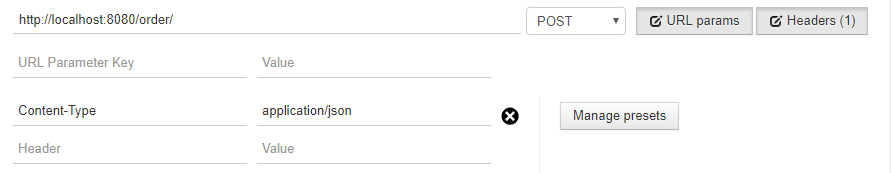 http://localhost:8080/order/ POST URL params Headers (1)
URL Parameter Key Value
Content-Type application/json Manage presets
Header Value